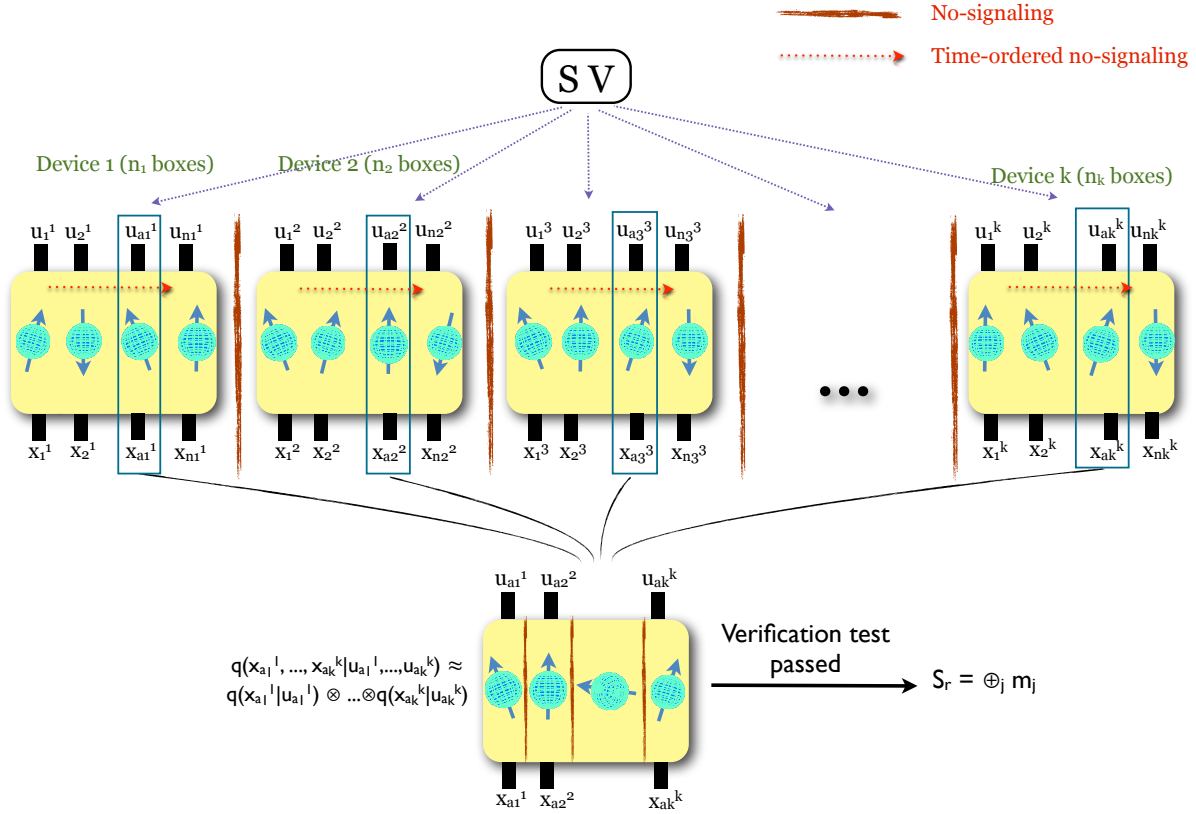 No-signaling
Time-ordered no-signaling
S V
Device 1 (n₁ boxes)
Device 2 (n₂ boxes)
Device k (nₖ boxes)
u₁¹ u₂¹ uₐ₁¹ uₙ₁¹
u₁² u₂² uₐ₂² uₙ₂²
u₁³ u₂³ uₐ₃³ uₙ₃³
u₁ᵏ u₂ᵏ uₐₖᵏ uₙₖᵏ
...
x₁¹ x₂¹ xₐ₁¹ xₙ₁¹
x₁² x₂² xₐ₂² xₙ₂²
x₁³ x₂³ xₐ₃³ xₙ₃³
x₁ᵏ x₂ᵏ xₐₖᵏ xₙₖᵏ
uₐ₁¹ uₐ₂² uₐₖᵏ
q(xₐ₁¹, ..., xₐₖᵏ|uₐ₁¹,...,uₐₖᵏ) ≈
q(xₐ₁¹|uₐ₁¹) ⊗ ...⊗q(xₐₖᵏ|uₐₖᵏ)
Verification test
passed
Sᵣ = ⊕ⱼ mⱼ
xₐ₁¹ xₐ₂² xₐₖᵏ